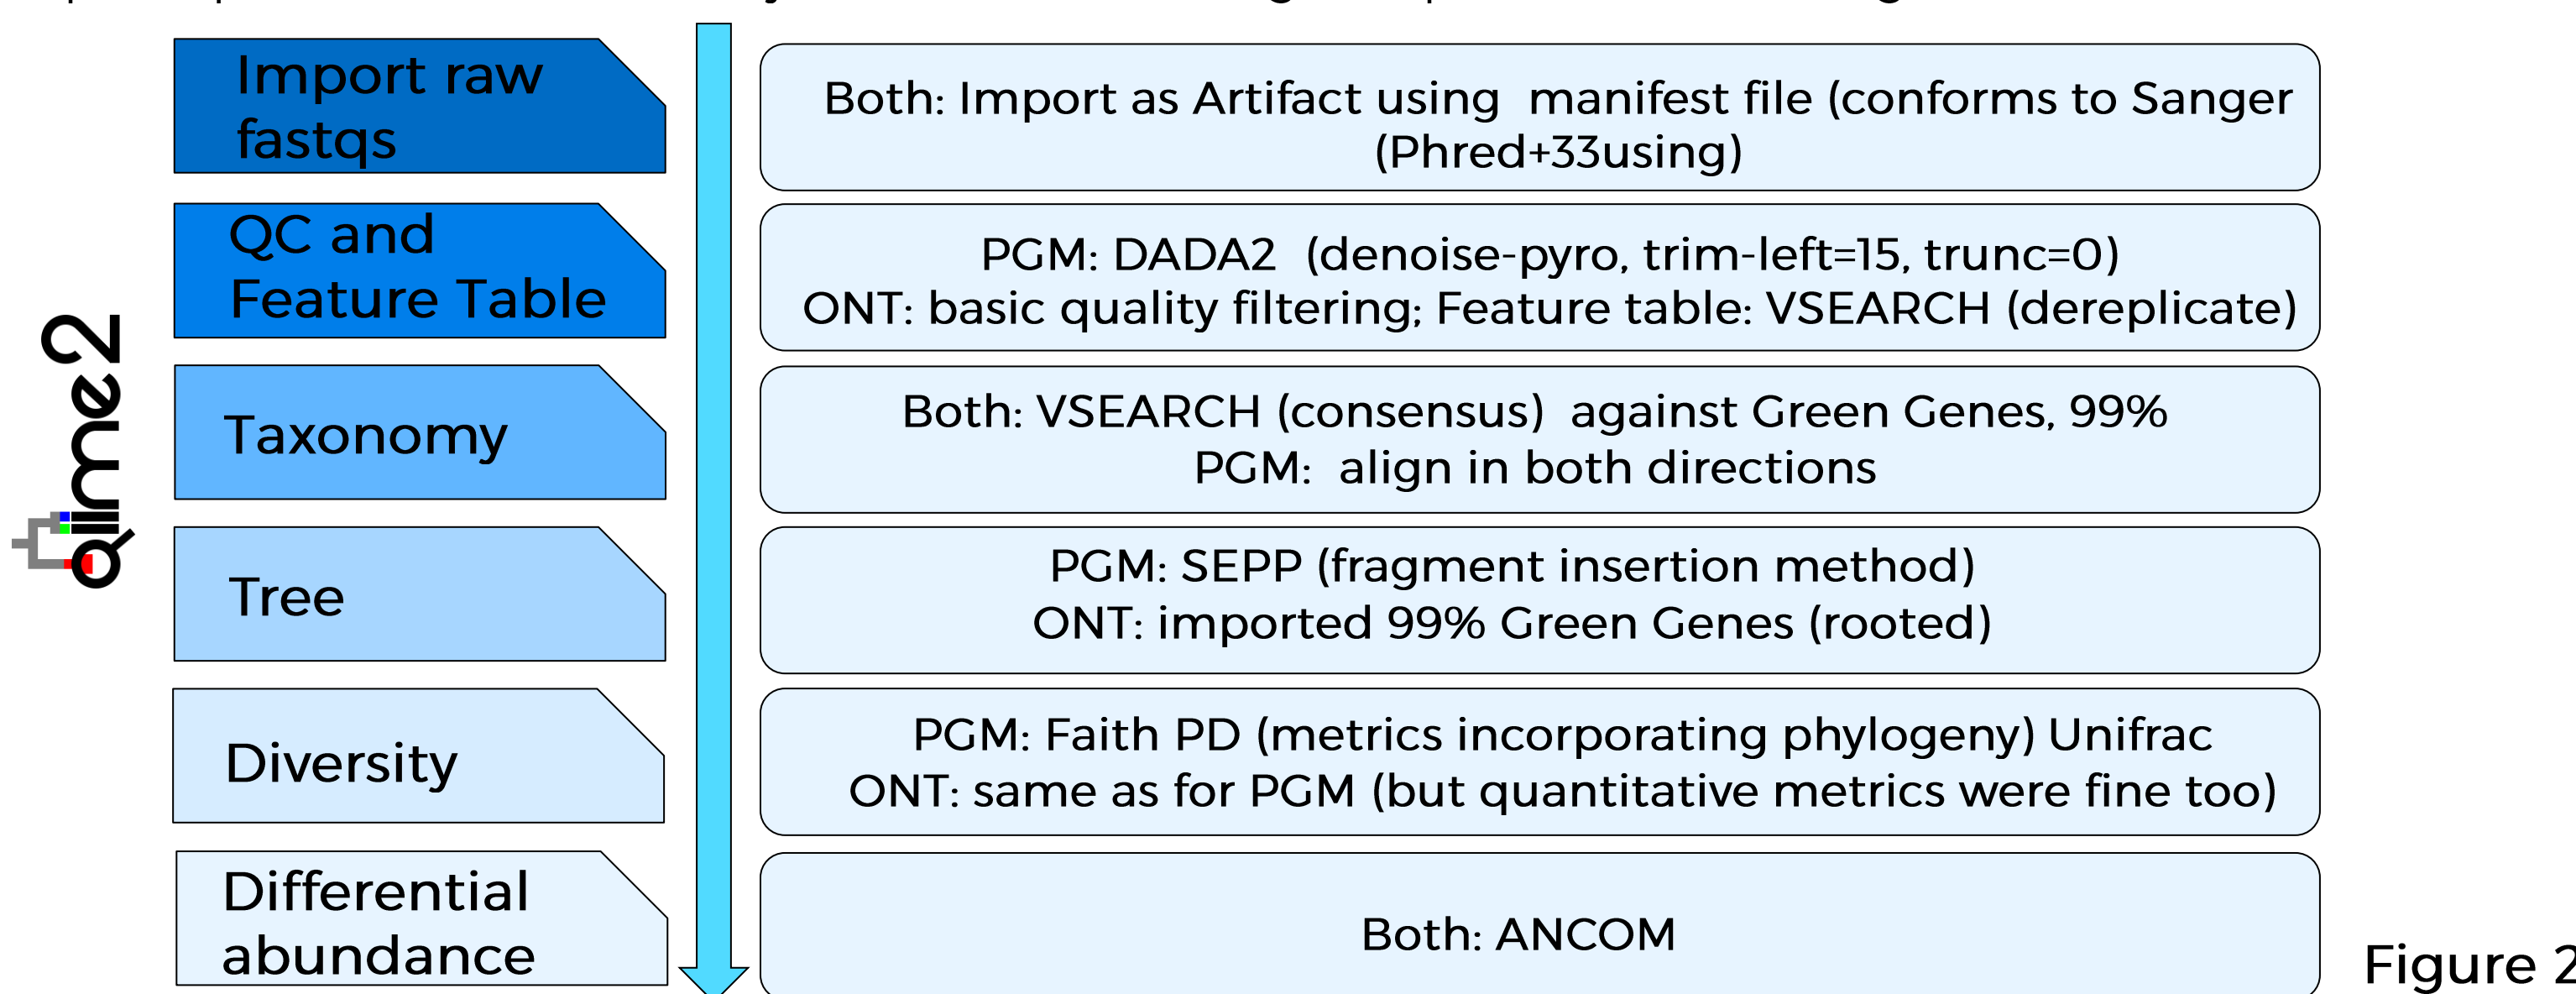 Import raw
fastqs
Both: Import as Artifact using manifest file (conforms to Sanger
(Phred+33using)
QC and
Feature Table
PGM: DADA2 (denoise-pyro, trim-left=15, trunc=0)
ONT: basic quality filtering; Feature table: VSEARCH (dereplicate)
qiime2
Taxonomy
Both: VSEARCH (consensus) against Green Genes, 99%
PGM: align in both directions
Tree
PGM: SEPP (fragment insertion method)
ONT: imported 99% Green Genes (rooted)
Diversity
PGM: Faith PD (metrics incorporating phylogeny) Unifrac
ONT: same as for PGM (but quantitative metrics were fine too)
Differential
abundance
Both: ANCOM
Figure 2